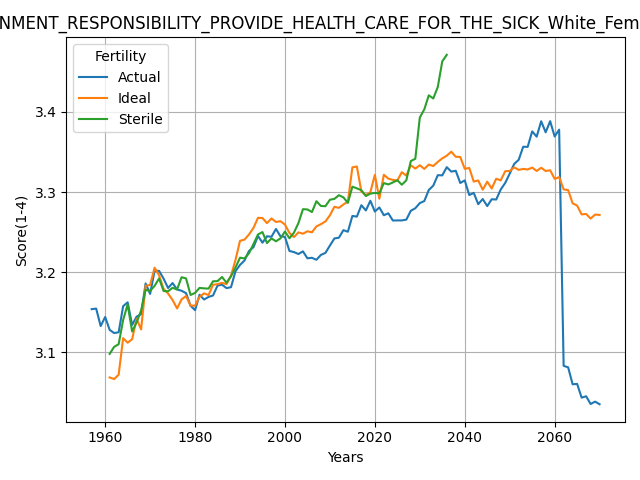 NMENT_RESPONSIBILITY_PROVIDE_HEALTH_CARE_FOR_THE_SICK_White_Fem
Fertility
Actual
Ideal
Sterile
Score(1-4)
3.4
3.3
3.2
3.1
1960 1980 2000 2020 2040 2060
Years